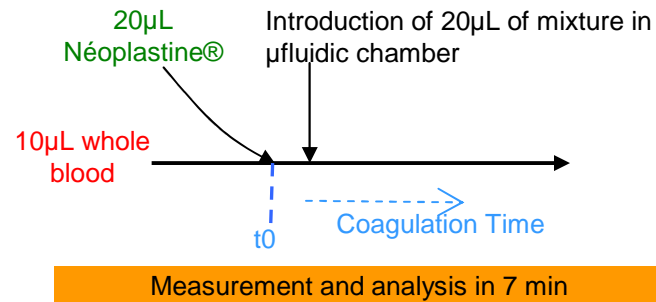 20µL
Néoplastine®
Introduction of 20µL of mixture in
µfluidic chamber
10µL whole
blood
t0
Coagulation Time
Measurement and analysis in 7 min